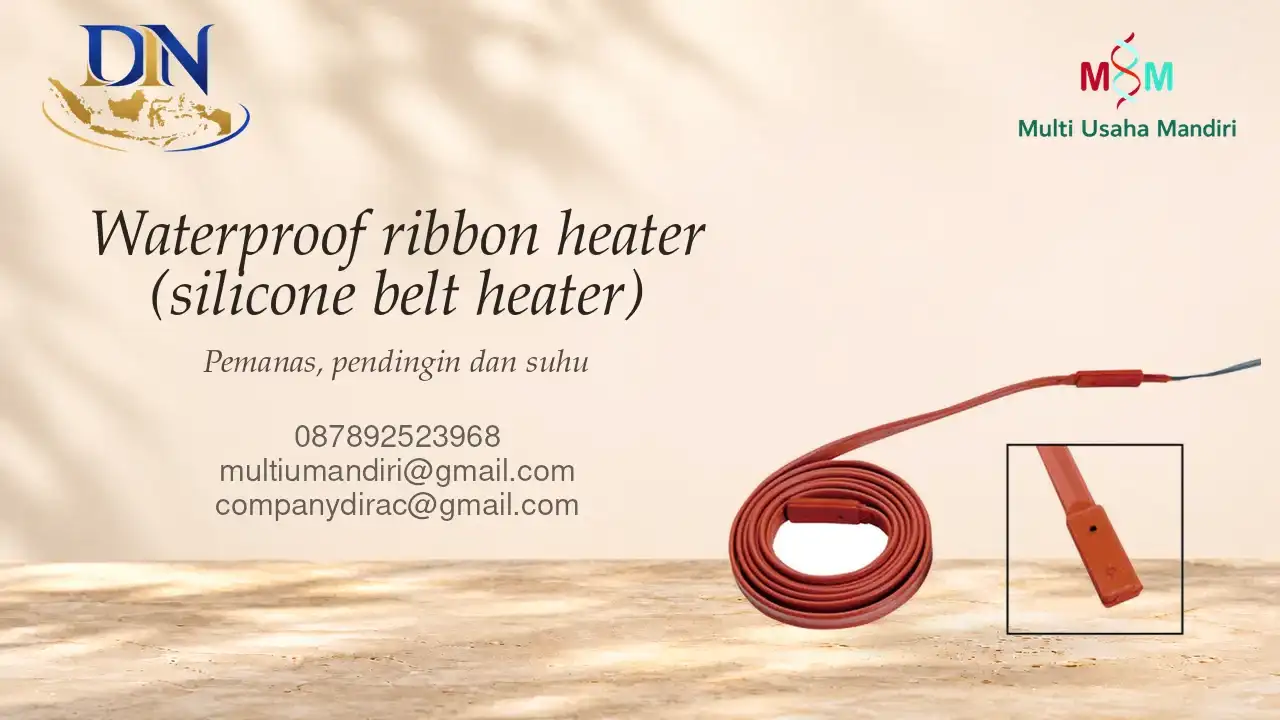 DIN
MSM
Multi Usaha Mandiri
Waterproof ribbon heater
(silicone belt heater)
Pemanas, pendingin dan suhu
087892523968
multiumandiri@gmail.com
companydirac@gmail.com